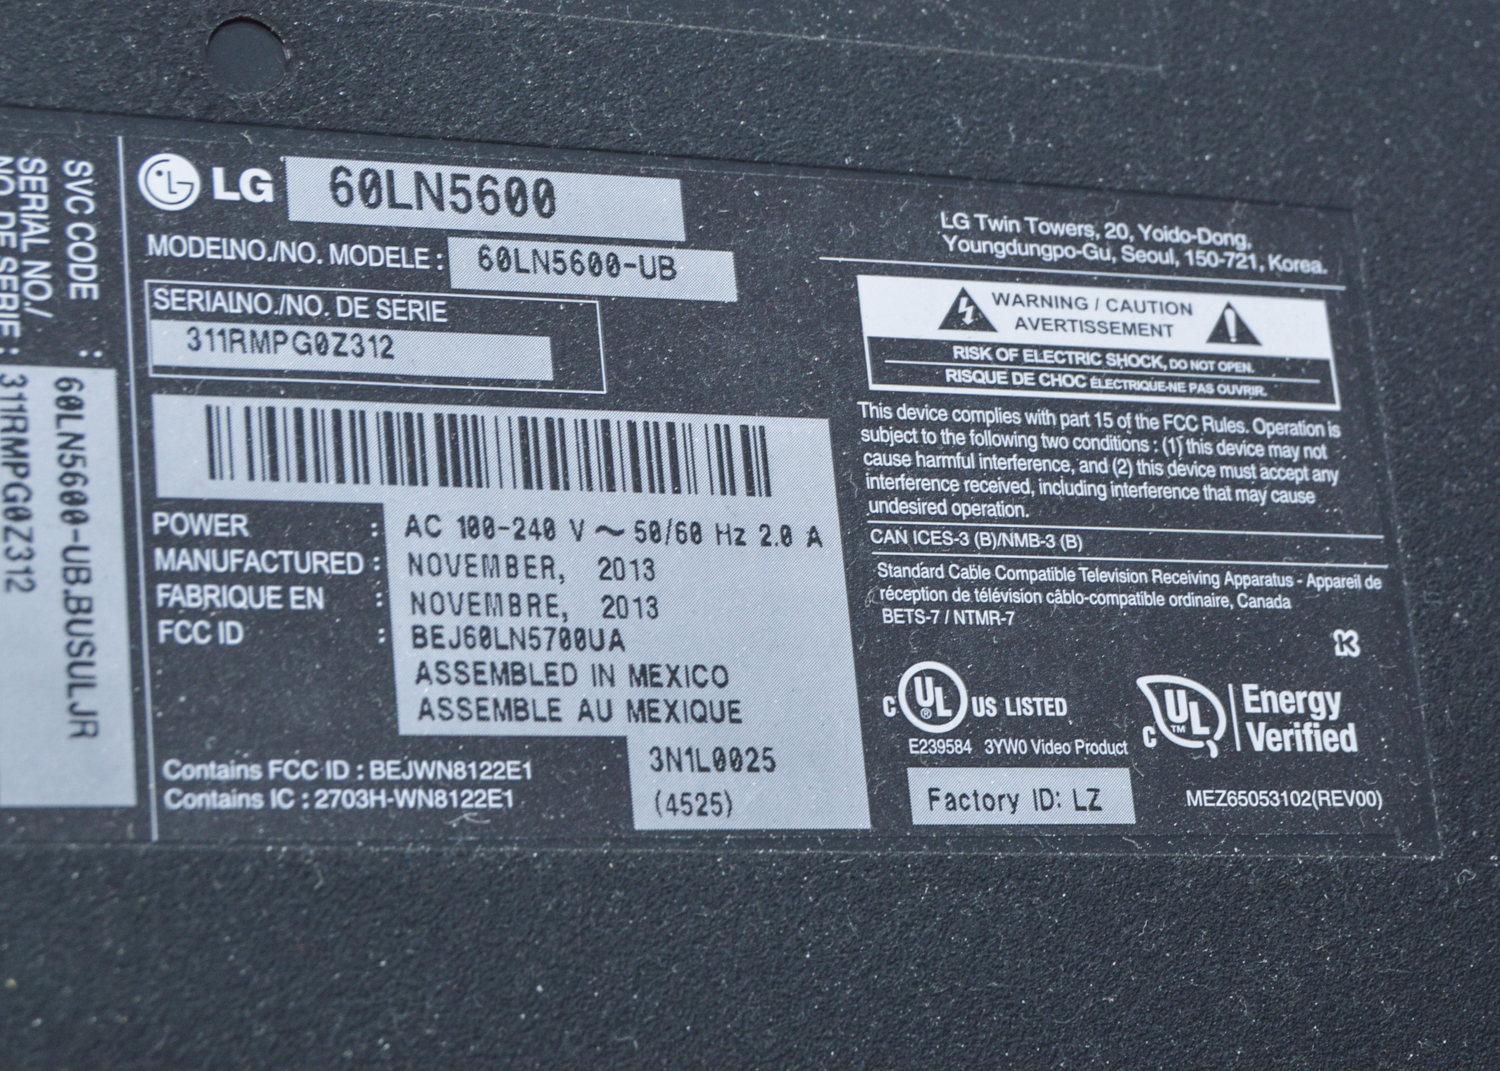 SVC CODE : 60LN5600-UB.BUSULJR
SERIAL NO./
NO. DE SERIE : 311RMPG0Z312
LG 60LN5600
MODELNO./NO. MODELE : 60LN5600-UB
SERIALNO./NO. DE SERIE
311RMPG0Z312
POWER : AC 100-240 V ~ 50/60 Hz 2.0 A
MANUFACTURED : NOVEMBER, 2013
FABRIQUE EN : NOVEMBRE, 2013
FCC ID : BEJ60LN5700UA
ASSEMBLED IN MEXICO
ASSEMBLE AU MEXIQUE
Contains FCC ID : BEJWN8122E1
Contains IC : 2703H-WN8122E1
3N1L0025
(4525)
LG Twin Towers, 20, Yoido-Dong,
Youngdungpo-Gu, Seoul, 150-721, Korea.
WARNING / CAUTION
AVERTISSEMENT
RISK OF ELECTRIC SHOCK, DO NOT OPEN.
RISQUE DE CHOC ÉLECTRIQUE-NE PAS OUVRIR.
This device complies with part 15 of the FCC Rules. Operation is
subject to the following two conditions : (1) this device may not
cause harmful interference, and (2) this device must accept any
interference received, including interference that may cause
undesired operation.
CAN ICES-3 (B)/NMB-3 (B)
Standard Cable Compatible Television Receiving Apparatus - Appareil de
réception de télévision câblo-compatible ordinaire, Canada
BETS-7 / NTMR-7
C UL ® US LISTED
E239584 3YW0 Video Product
C UL TM Energy
Verified
Factory ID: LZ
MEZ65053102(REV00)